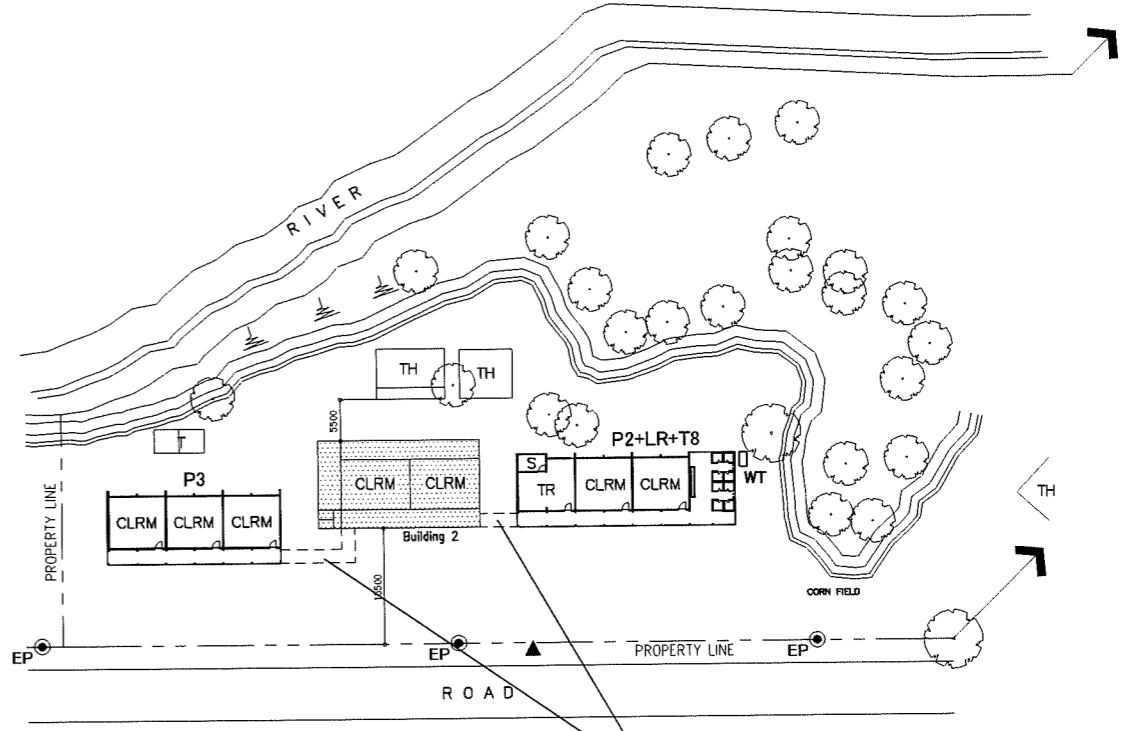 RIVER
TH
TH
5500
T
P3
CLRM
CLRM
CLRM
CLRM
CLRM
Building 2
P2+LR+T8
S
TR
CLRM
CLRM
WT
TH
PROPERTY LINE
CORN FIELD
EP
EP
PROPERTY LINE
EP
ROAD